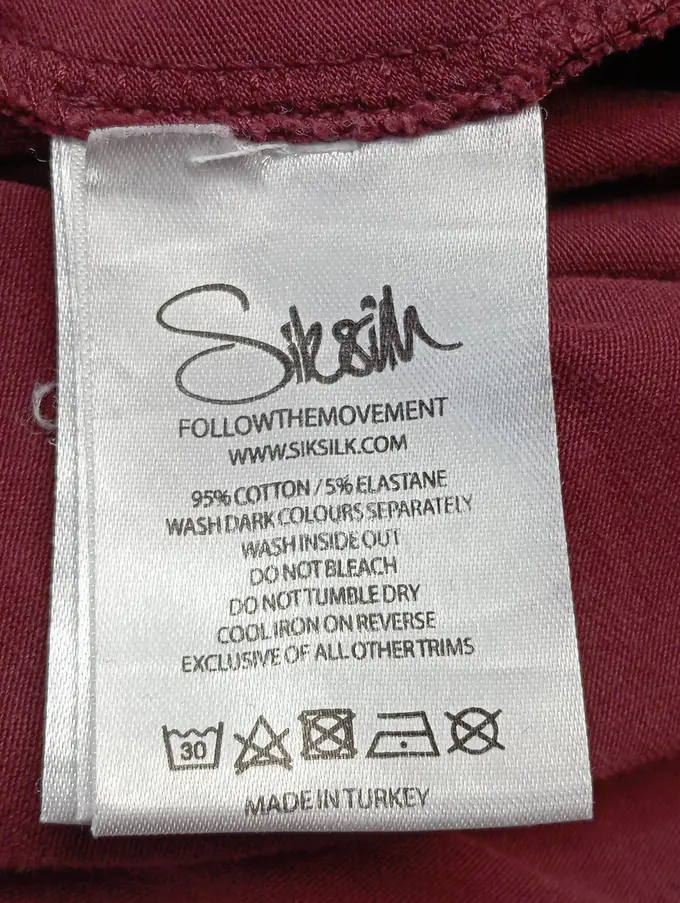 SikSilk
FOLLOWTHEMOVEMENT
WWW.SIKSILK.COM
95% COTTON / 5% ELASTANE
WASH DARK COLOURS SEPARATELY
WASH INSIDE OUT
DO NOT BLEACH
DO NOT TUMBLE DRY
COOL IRON ON REVERSE
EXCLUSIVE OF ALL OTHER TRIMS
30
MADE IN TURKEY